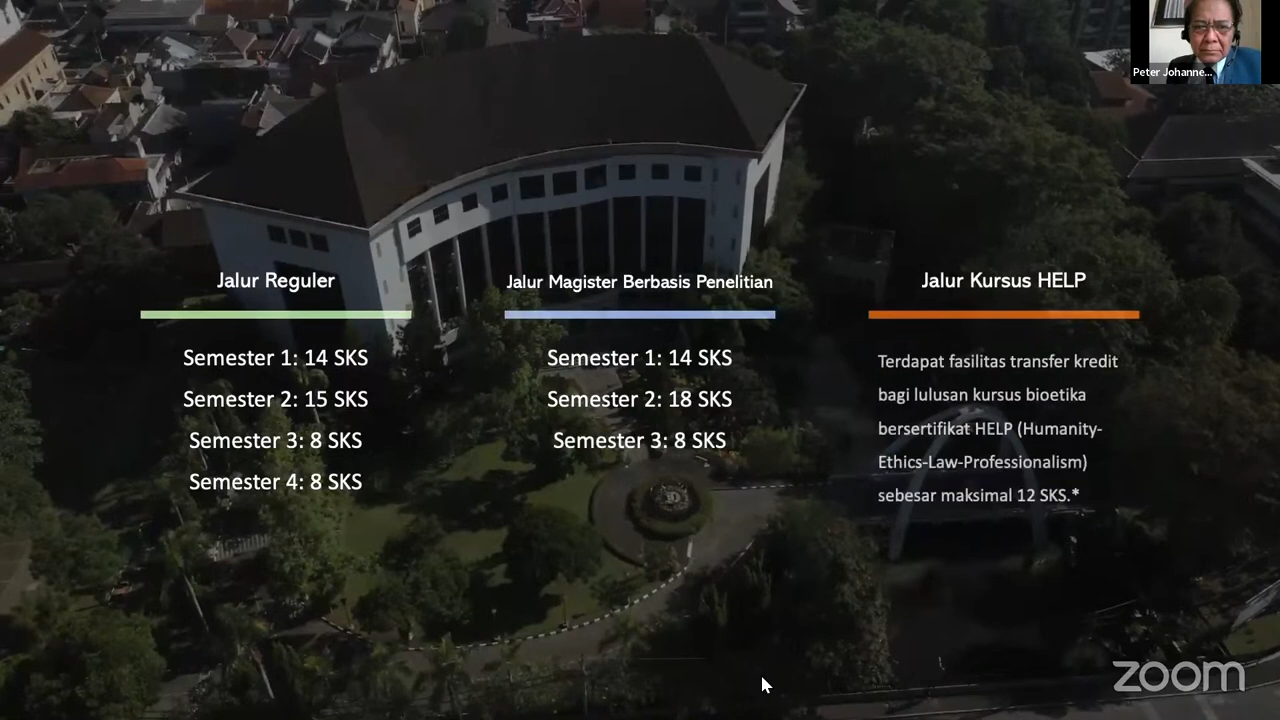 Peter Johanne...
Jalur Reguler
Semester 1: 14 SKS
Semester 2: 15 SKS
Semester 3: 8 SKS
Semester 4: 8 SKS
Jalur Magister Berbasis Penelitian
Semester 1: 14 SKS
Semester 2: 18 SKS
Semester 3: 8 SKS
Jalur Kursus HELP
Terdapat fasilitas transfer kredit
bagi lulusan kursus bioetika
bersertifikat HELP (Humanity-
Ethics-Law-Professionalism)
sebesar maksimal 12 SKS.*
zoom